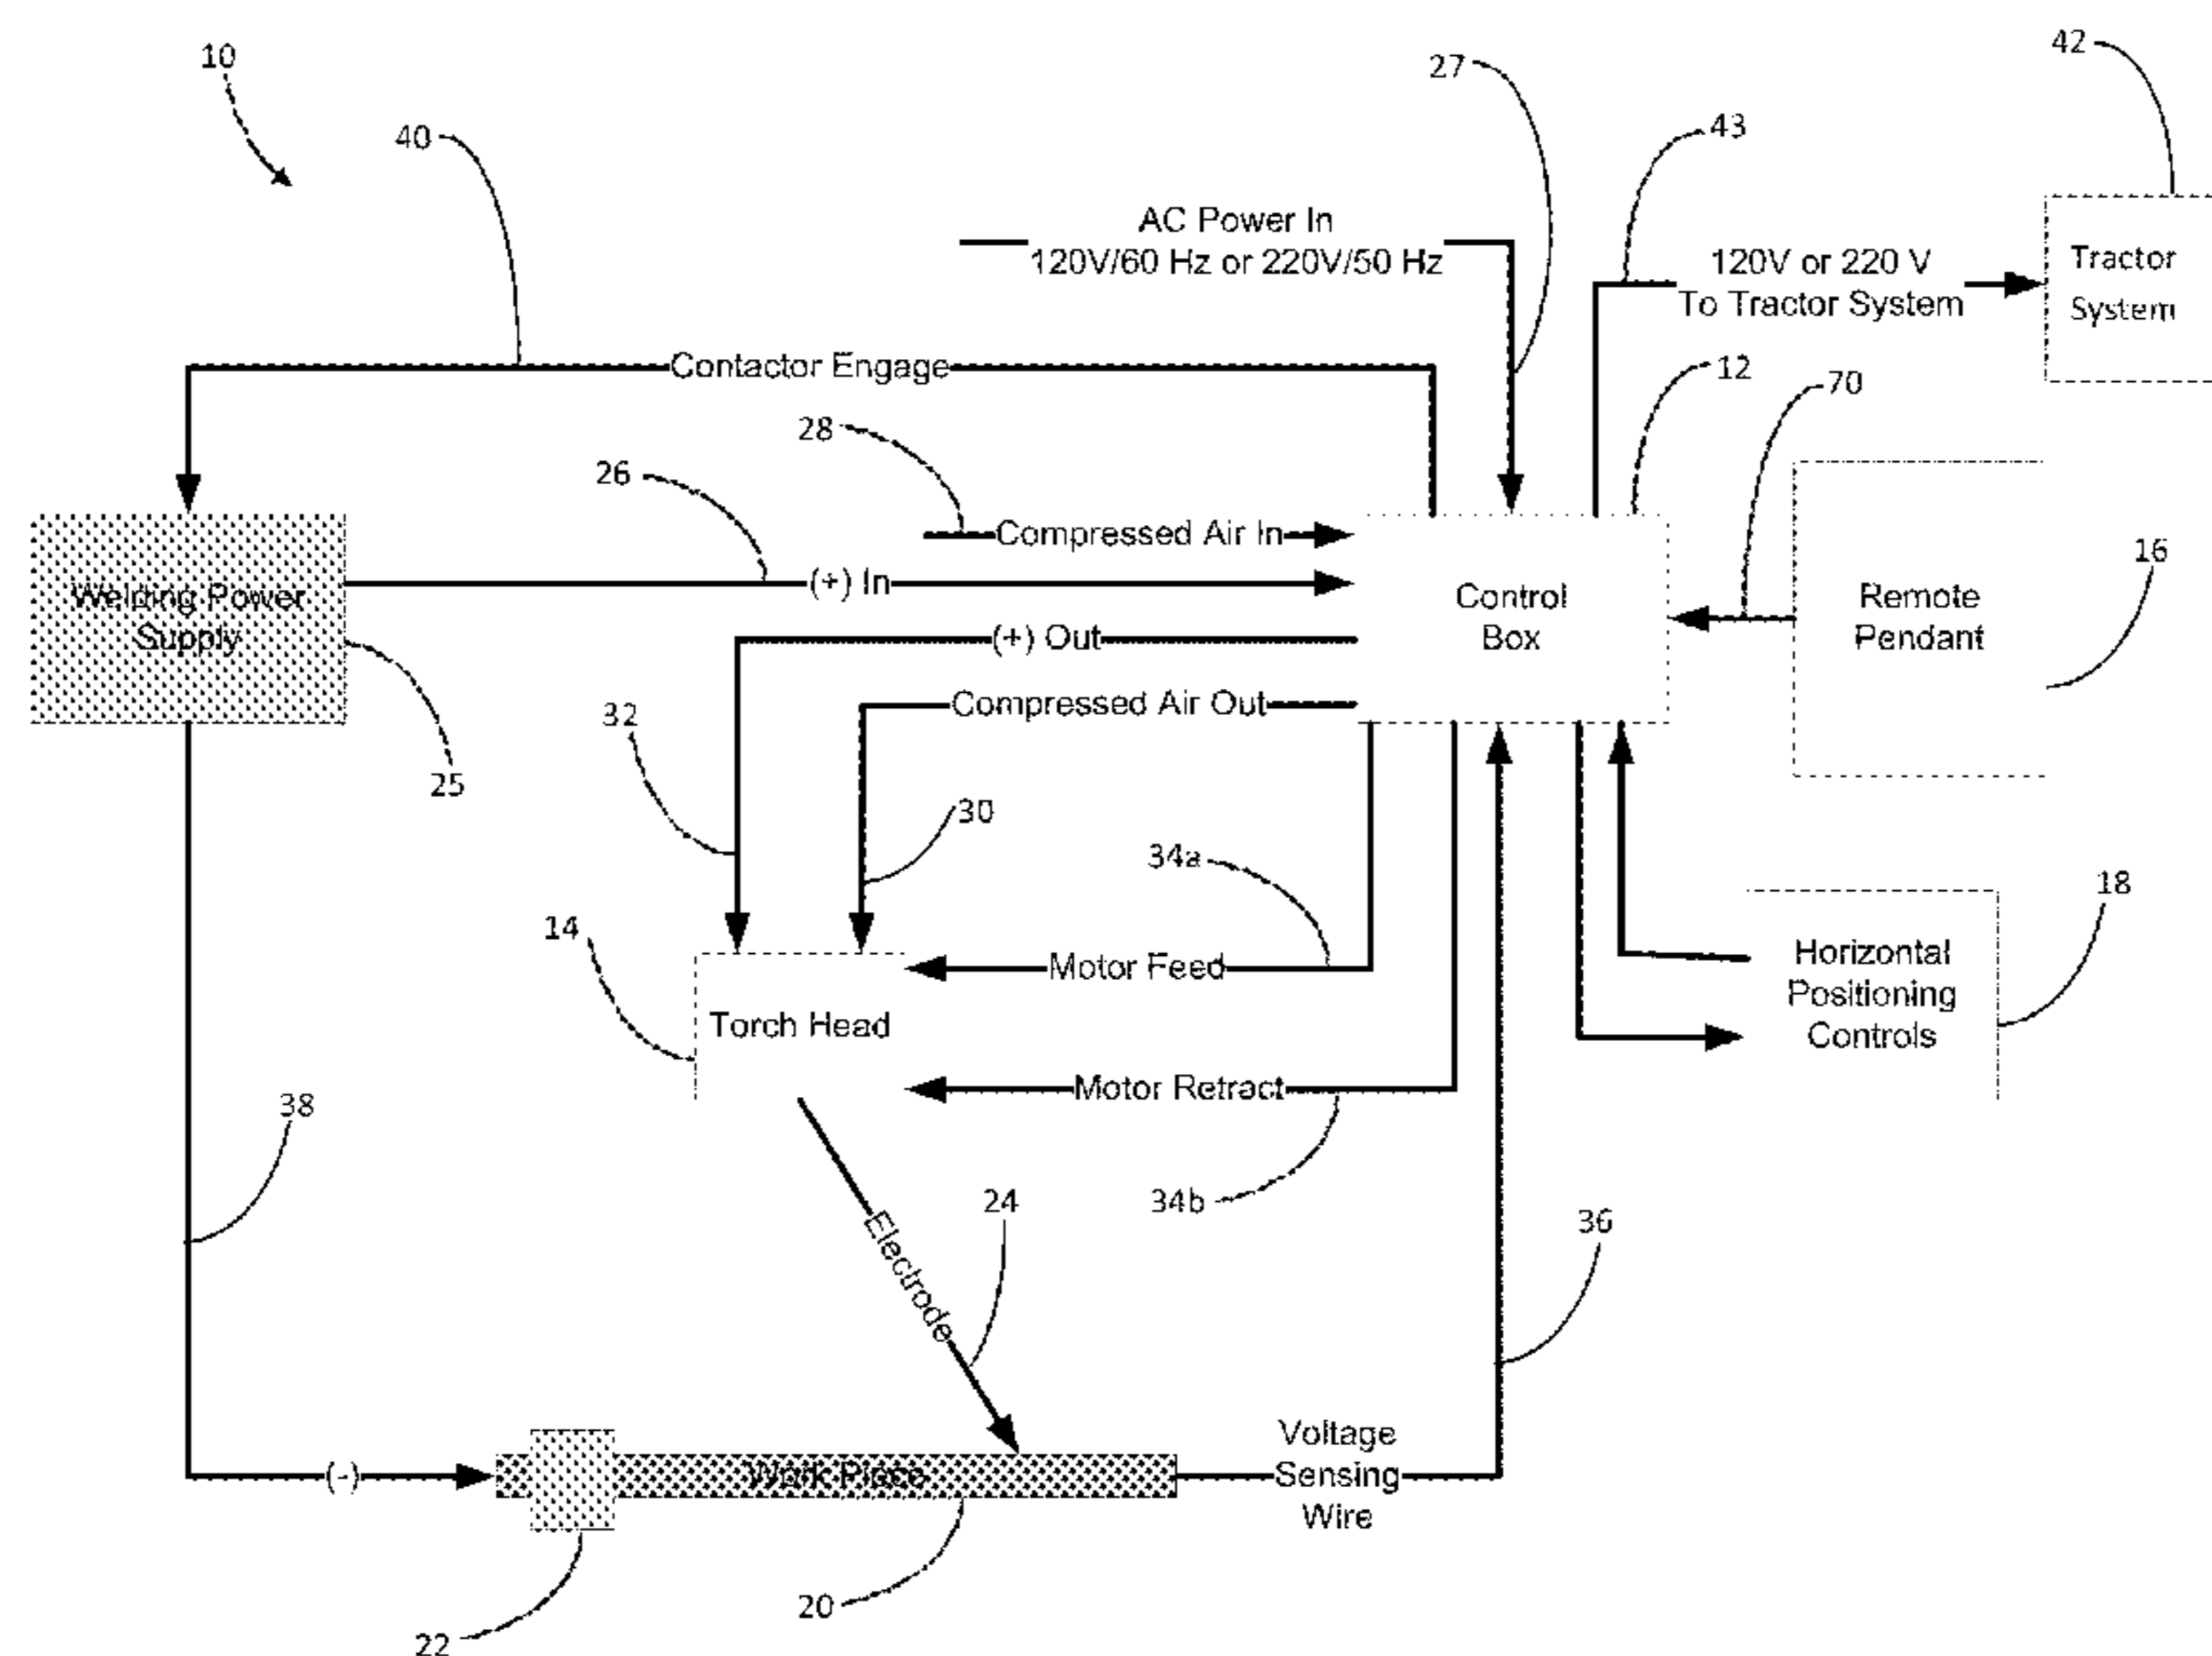 10
42
27
43
40
AC Power In
120V/60 Hz or 220V/50 Hz
120V or 220 V
To Tractor System
Tractor
System
Contactor Engage
12
70
28
26
Compressed Air In
(+) In
Welding Power
Supply
Control
Box
Remote
Pendant
16
(+) Out
Compressed Air Out
32
25
30
34a
18
14
Motor Feed
Horizontal
Positioning
Controls
Torch Head
Motor Retract
38
24
34b
36
Electrode
Voltage
Sensing
Wire
(-)
Work Piece
20
22